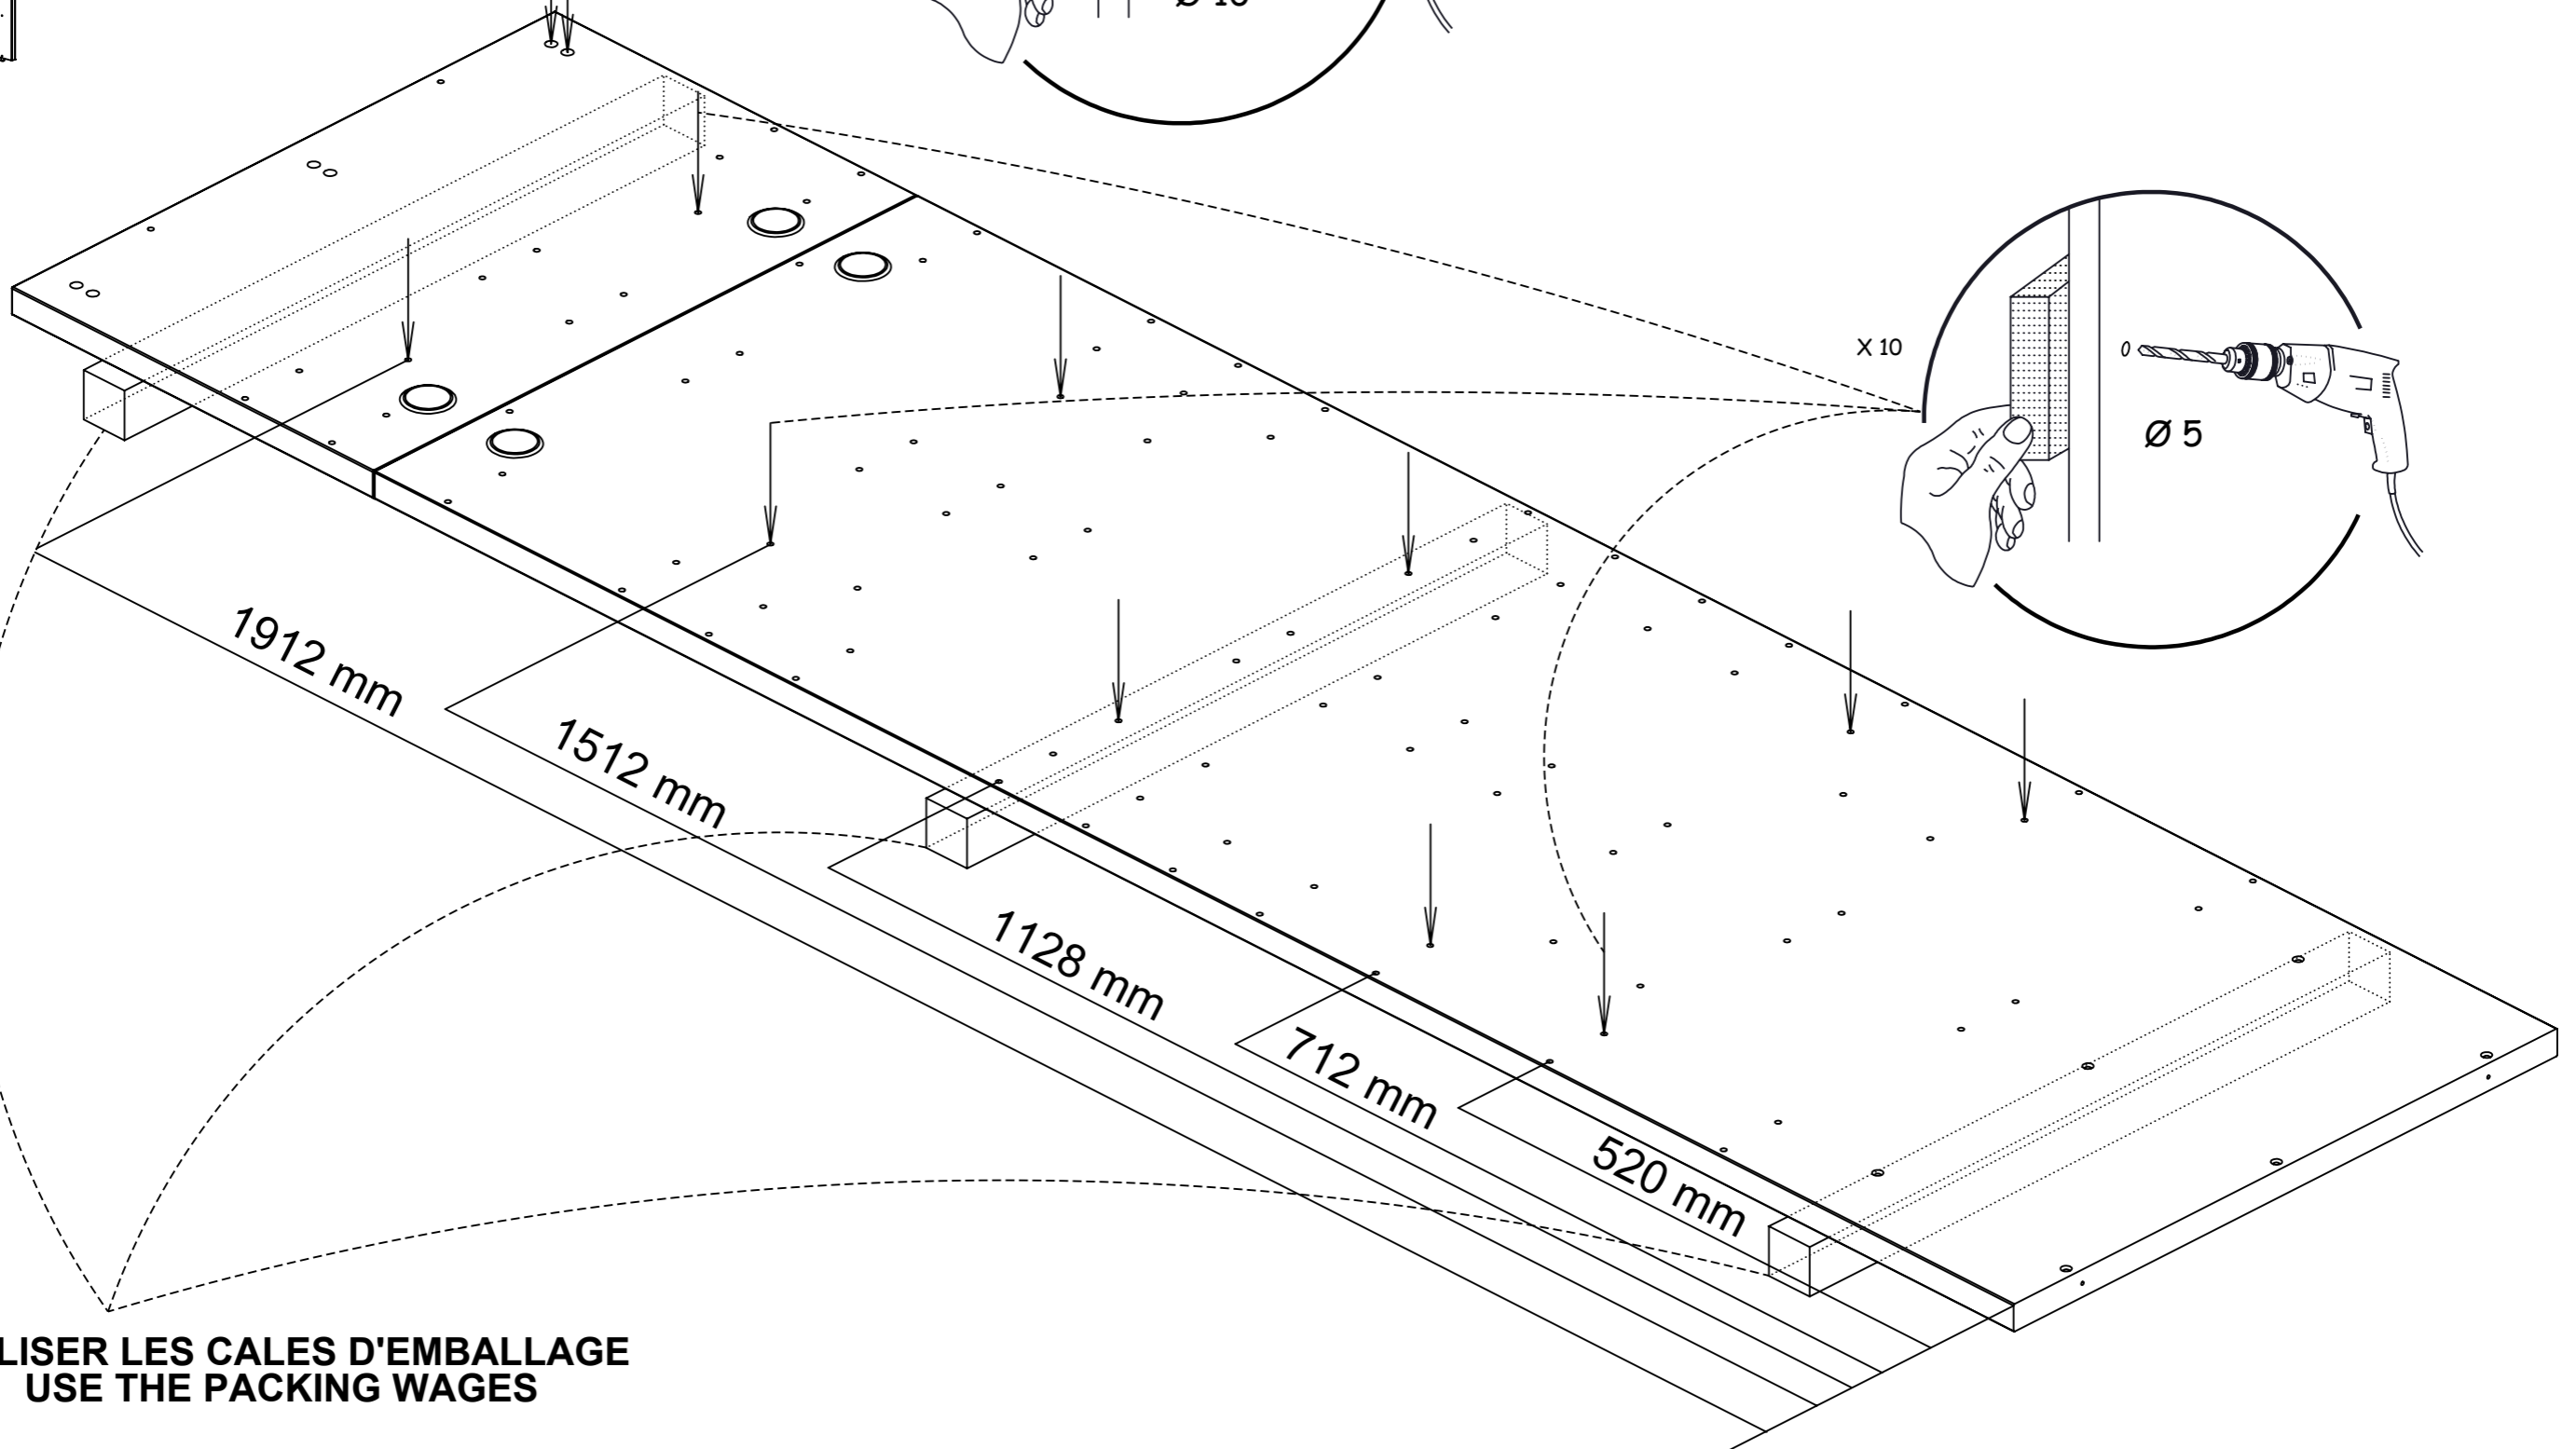 X 10
Ø 5
1912 mm
1512 mm
1128 mm
712 mm
520 mm
LISER LES CALES D'EMBALLAGE
USE THE PACKING WAGES